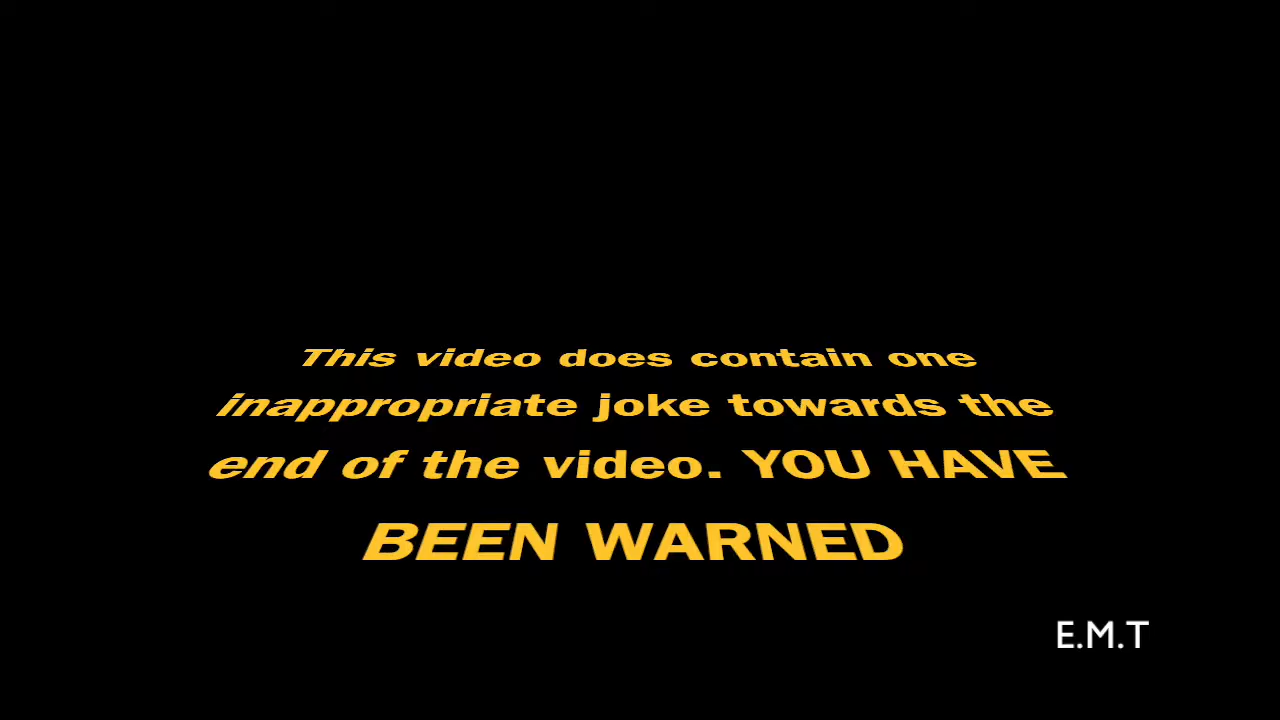 This video does contain one
inappropriate joke towards the
end of the video. YOU HAVE
BEEN WARNED
E.M.T